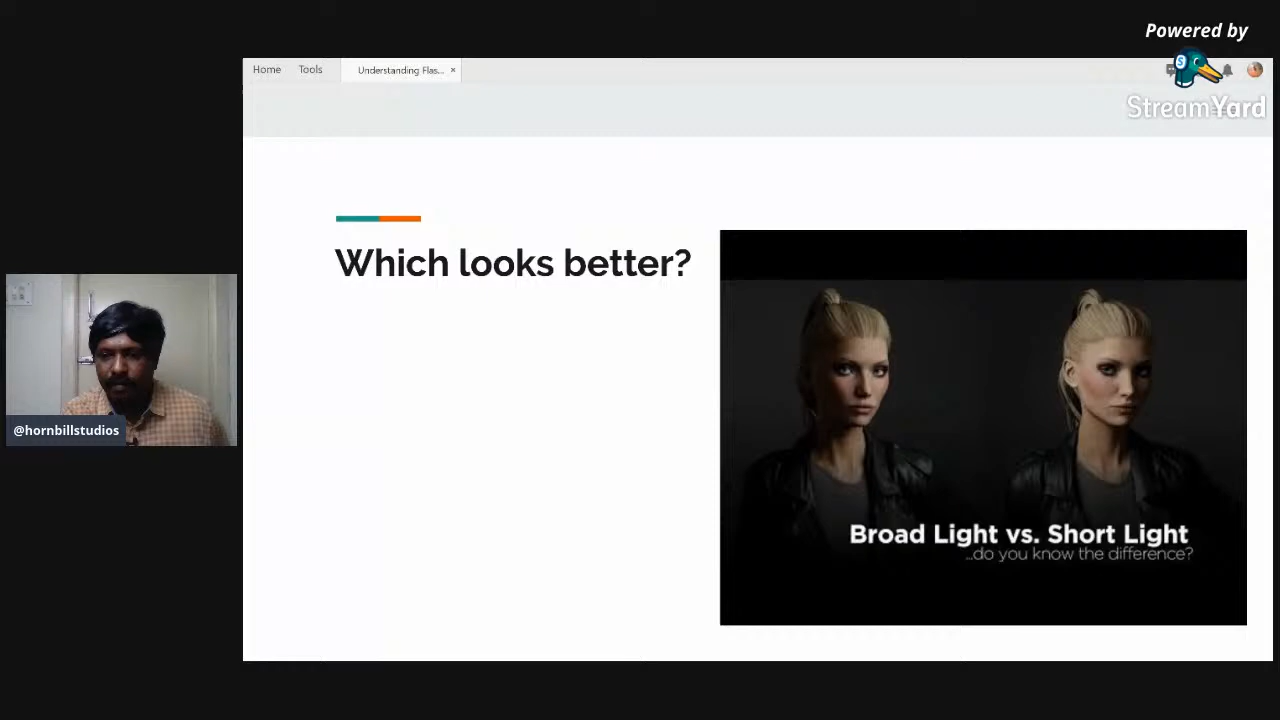 Powered by
StreamYard
Home Tools Understanding Flas... ×
Which looks better?
Broad Light vs. Short Light
...do you know the difference?
@hornbillstudios